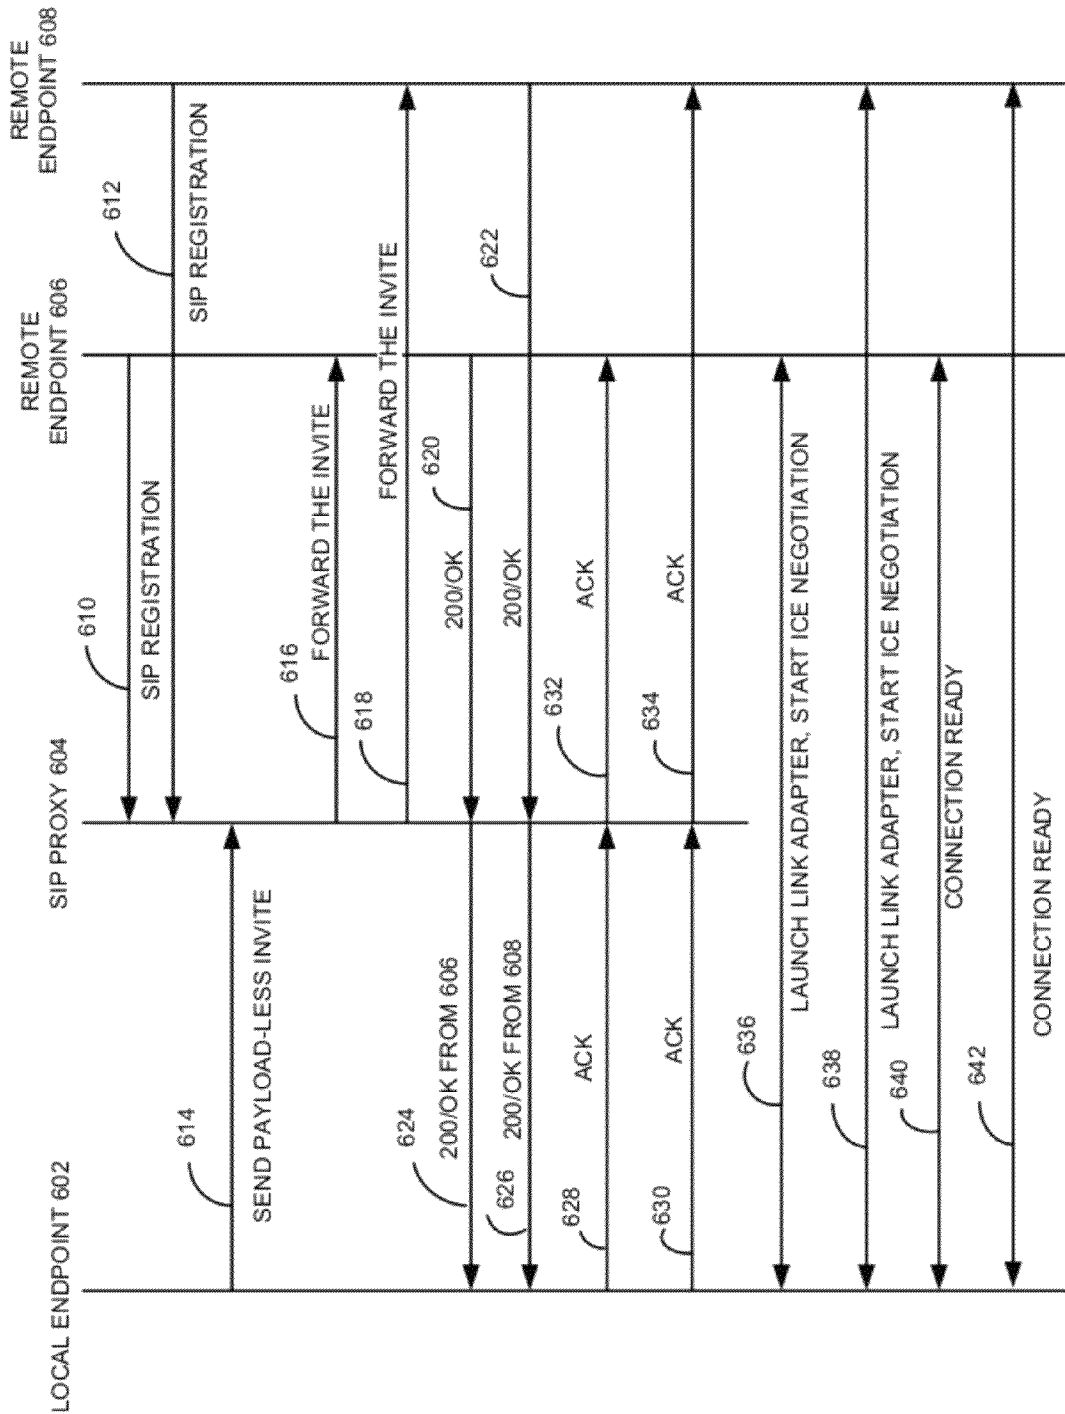 LOCAL ENDPOINT 602
SIP PROXY 604
REMOTE
ENDPOINT 606
REMOTE
ENDPOINT 608
610
SIP REGISTRATION
612
SIP REGISTRATION
614
SEND PAYLOAD-LESS INVITE
616
FORWARD THE INVITE
618
FORWARD THE INVITE
624
200/OK FROM 606
200/OK
620
626
200/OK FROM 608
200/OK
622
628
ACK
632
ACK
630
ACK
634
ACK
636
LAUNCH LINK ADAPTER, START ICE NEGOTIATION
638
LAUNCH LINK ADAPTER, START ICE NEGOTIATION
640
CONNECTION READY
642
CONNECTION READY